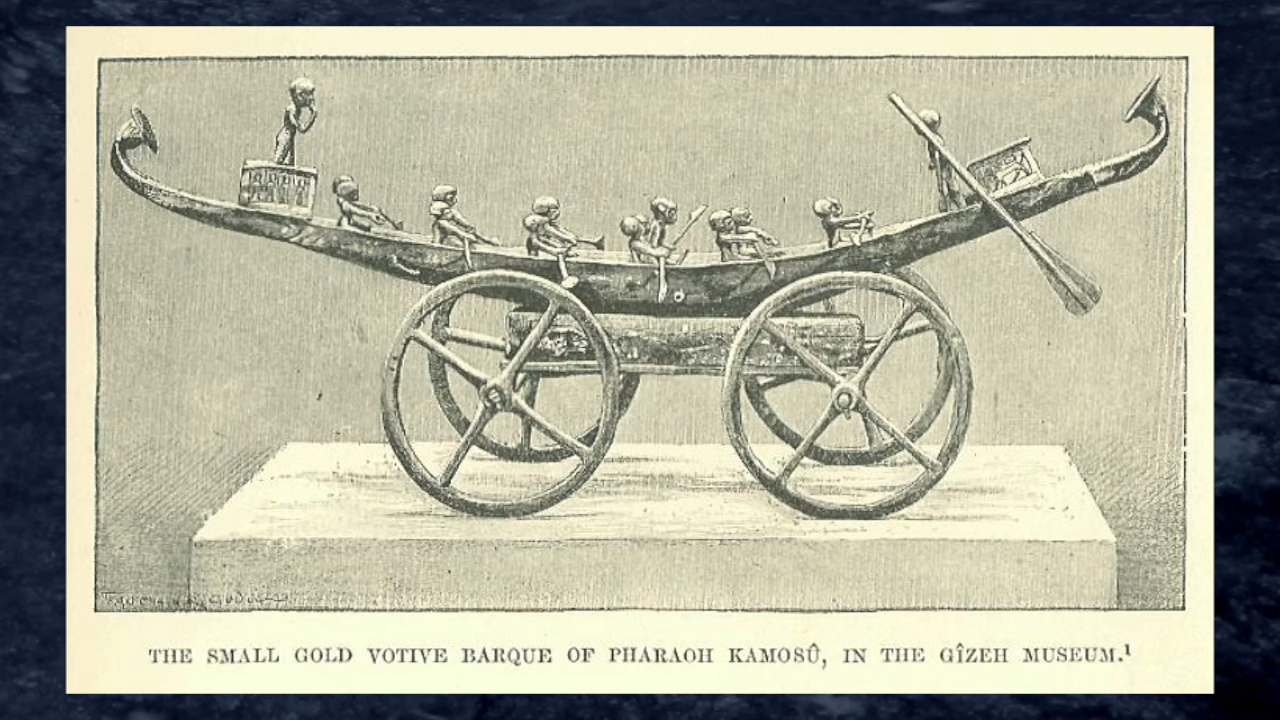 THE SMALL GOLD VOTIVE BARQUE OF PHARAOH KAMOSÛ, IN THE GÎZEH MUSEUM.¹